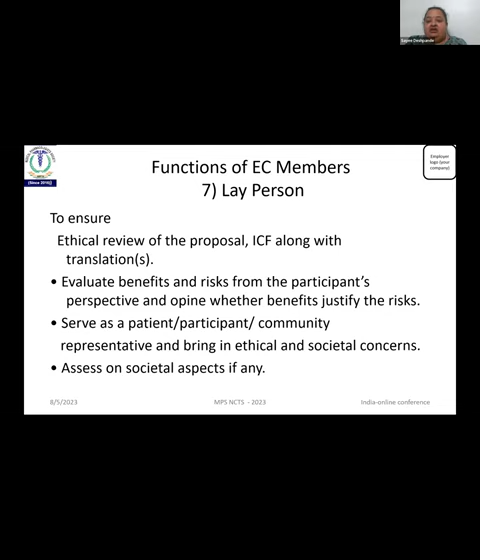 Functions of EC Members
7) Lay Person
Employer
logo (your
company)
(Since 2016)
To ensure
Ethical review of the proposal, ICF along with
translation(s).
• Evaluate benefits and risks from the participant's
perspective and opine whether benefits justify the risks.
• Serve as a patient/participant/ community
representative and bring in ethical and societal concerns.
• Assess on societal aspects if any.
8/5/2023
MPS NCTS - 2023
India-online conference